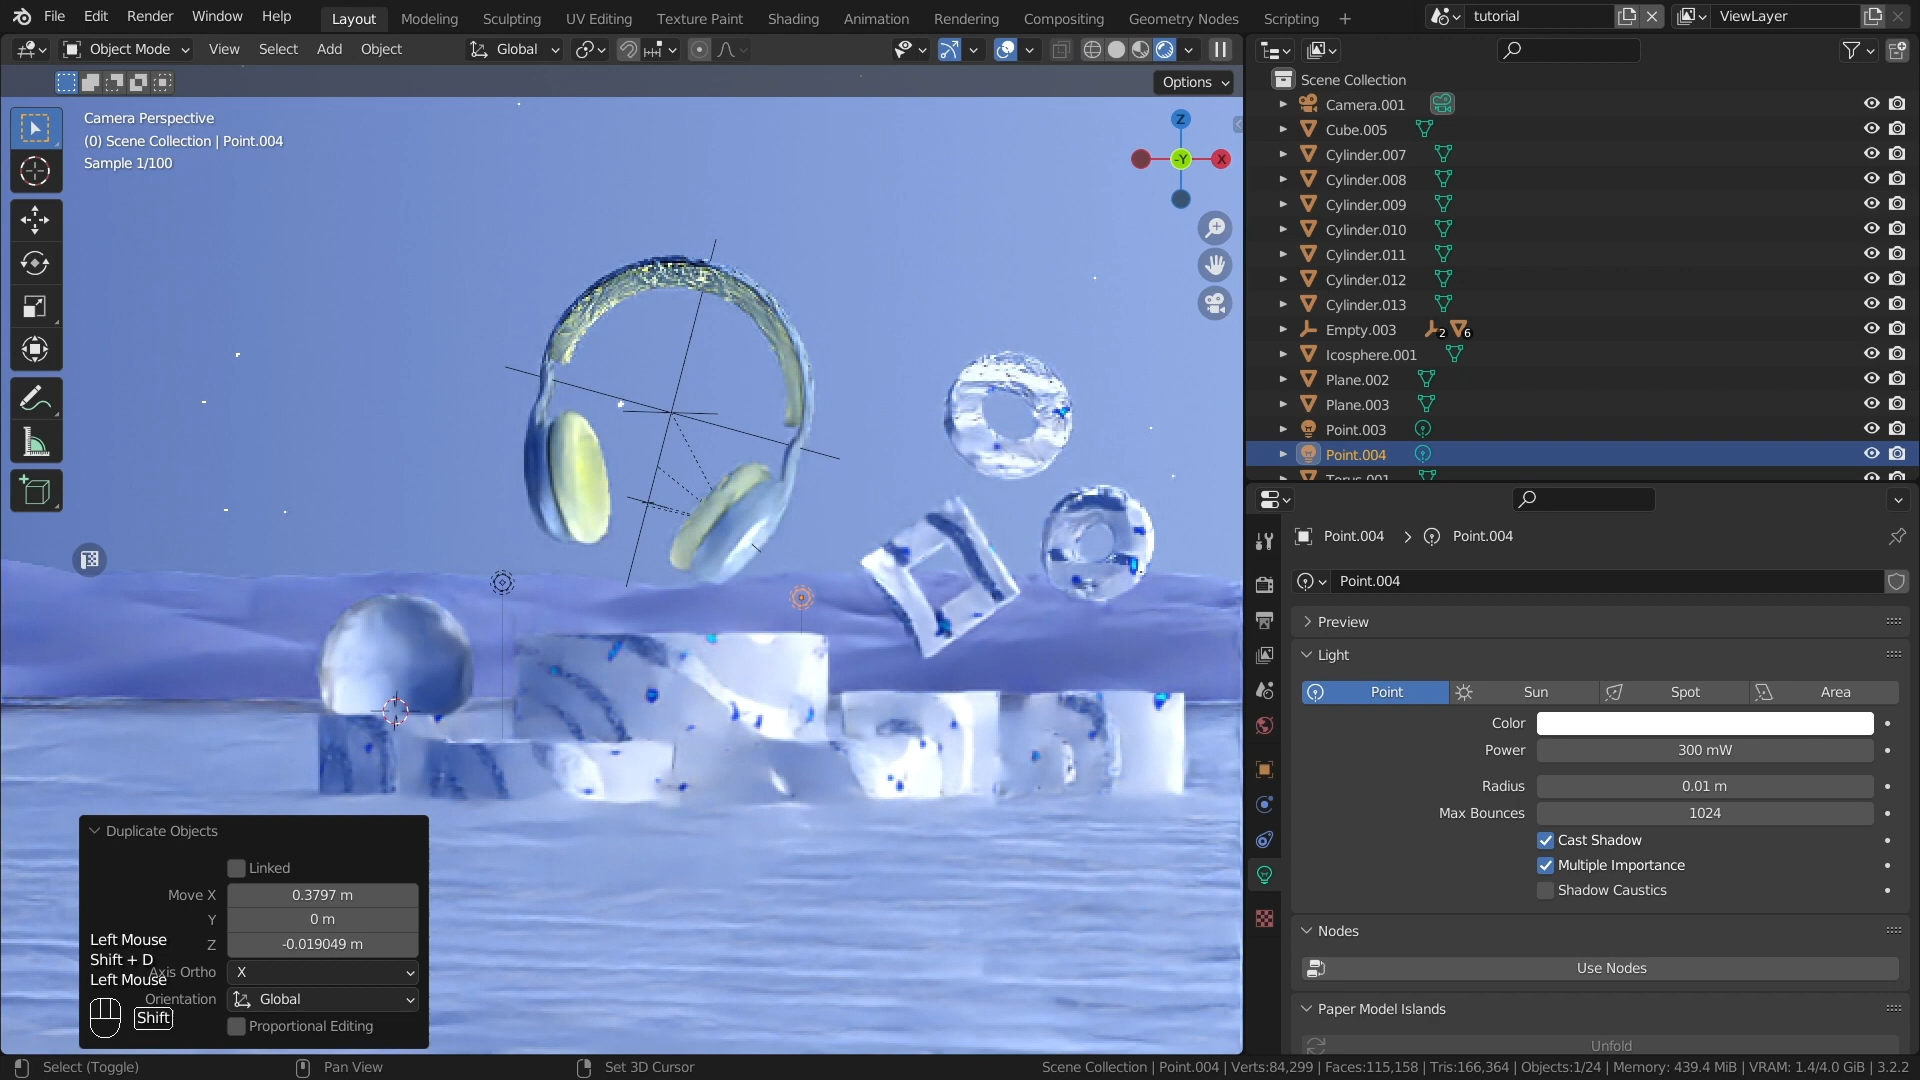 File Edit Render Window Help Layout Modeling Sculpting UV Editing Texture Paint Shading Animation Rendering Compositing Geometry Nodes Scripting + tutorial ViewLayer
Object Mode View Select Add Object Global
Options
Camera Perspective
(0) Scene Collection | Point.004
Sample 1/100
Z
-Y
X
Duplicate Objects
Linked
Move X 0.3797 m
Y 0 m
Z -0.019049 m
Axis Ortho X
Orientation Global
Proportional Editing
Left Mouse
Shift + D
Left Mouse
Shift
Scene Collection
Camera.001
Cube.005
Cylinder.007
Cylinder.008
Cylinder.009
Cylinder.010
Cylinder.011
Cylinder.012
Cylinder.013
Empty.003 2 6
Icosphere.001
Plane.002
Plane.003
Point.003
Point.004
Torus.001
Point.004 > Point.004
Point.004
Preview
Light
Point Sun Spot Area
Color
Power 300 mW
Radius 0.01 m
Max Bounces 1024
Cast Shadow
Multiple Importance
Shadow Caustics
Nodes
Use Nodes
Paper Model Islands
Unfold
Select (Toggle) Pan View Set 3D Cursor Scene Collection | Point.004 | Verts:84,299 | Faces:115,158 | Tris:166,364 | Objects:1/24 | Memory: 439.4 MiB | VRAM: 1.4/4.0 GiB | 3.2.2